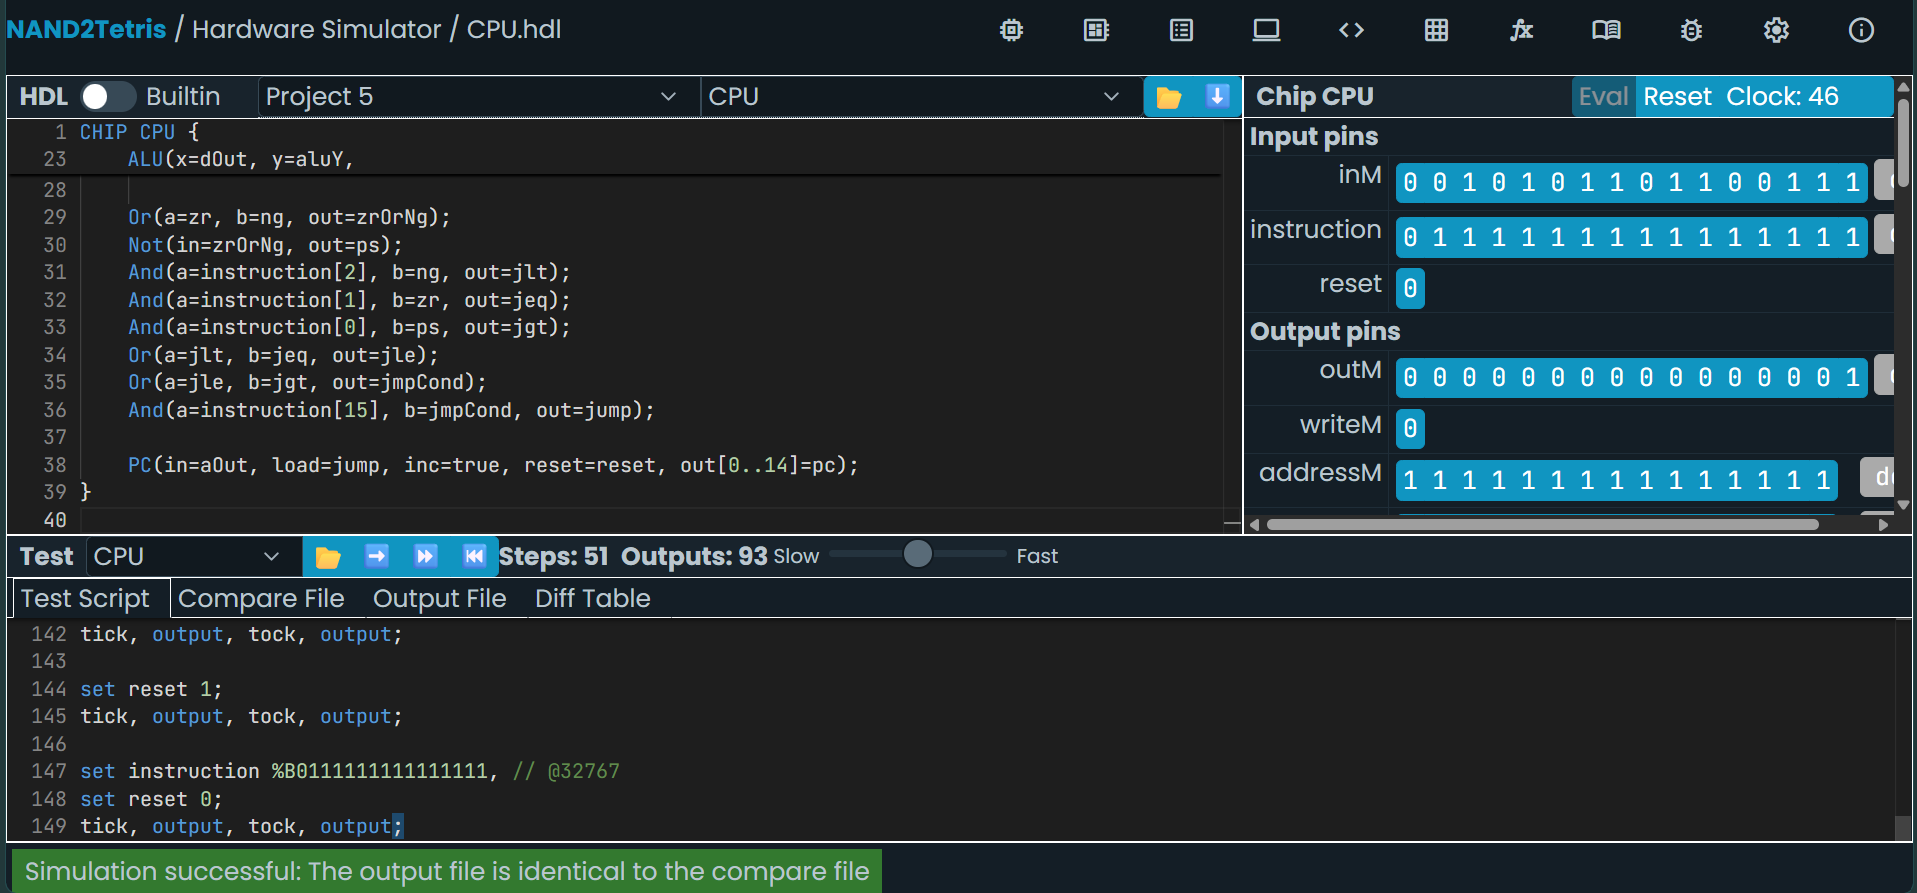 NAND2Tetris / Hardware Simulator / CPU.hdl
HDL Builtin Project 5 CPU
1 CHIP CPU {
23 ALU(x=dOut, y=aluY,
28
29 Or(a=zr, b=ng, out=zrOrNg);
30 Not(in=zrOrNg, out=ps);
31 And(a=instruction[2], b=ng, out=jlt);
32 And(a=instruction[1], b=zr, out=jeq);
33 And(a=instruction[0], b=ps, out=jgt);
34 Or(a=jlt, b=jeq, out=jle);
35 Or(a=jle, b=jgt, out=jmpCond);
36 And(a=instruction[15], b=jmpCond, out=jump);
37
38 PC(in=aOut, load=jump, inc=true, reset=reset, out[0..14]=pc);
39 }
40
Chip CPU Eval Reset Clock: 46
Input pins
inM 0 0 1 0 1 0 1 1 0 1 1 0 0 1 1 1
instruction 0 1 1 1 1 1 1 1 1 1 1 1 1 1 1 1
reset 0
Output pins
outM 0 0 0 0 0 0 0 0 0 0 0 0 0 0 0 1
writeM 0
addressM 1 1 1 1 1 1 1 1 1 1 1 1 1 1 1
Test CPU Steps: 51 Outputs: 93 Slow Fast
Test Script Compare File Output File Diff Table
142 tick, output, tock, output;
143
144 set reset 1;
145 tick, output, tock, output;
146
147 set instruction %B0111111111111111, // @32767
148 set reset 0;
149 tick, output, tock, output;
Simulation successful: The output file is identical to the compare file